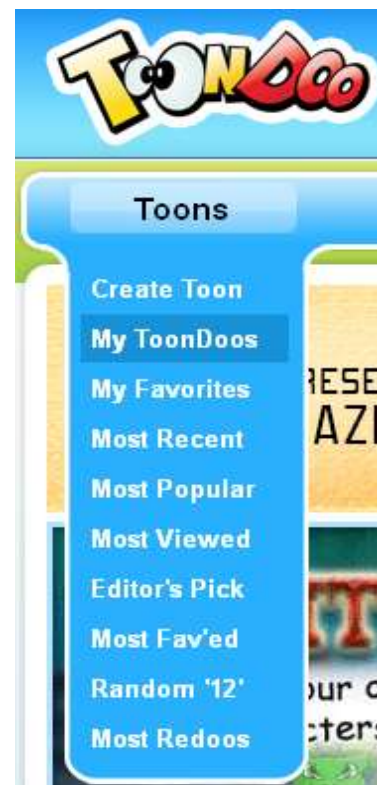 TOONDOO
Toons
Create Toon
My ToonDoos
My Favorites
Most Recent
Most Popular
Most Viewed
Editor's Pick
Most Fav'ed
Random '12'
Most Redoos